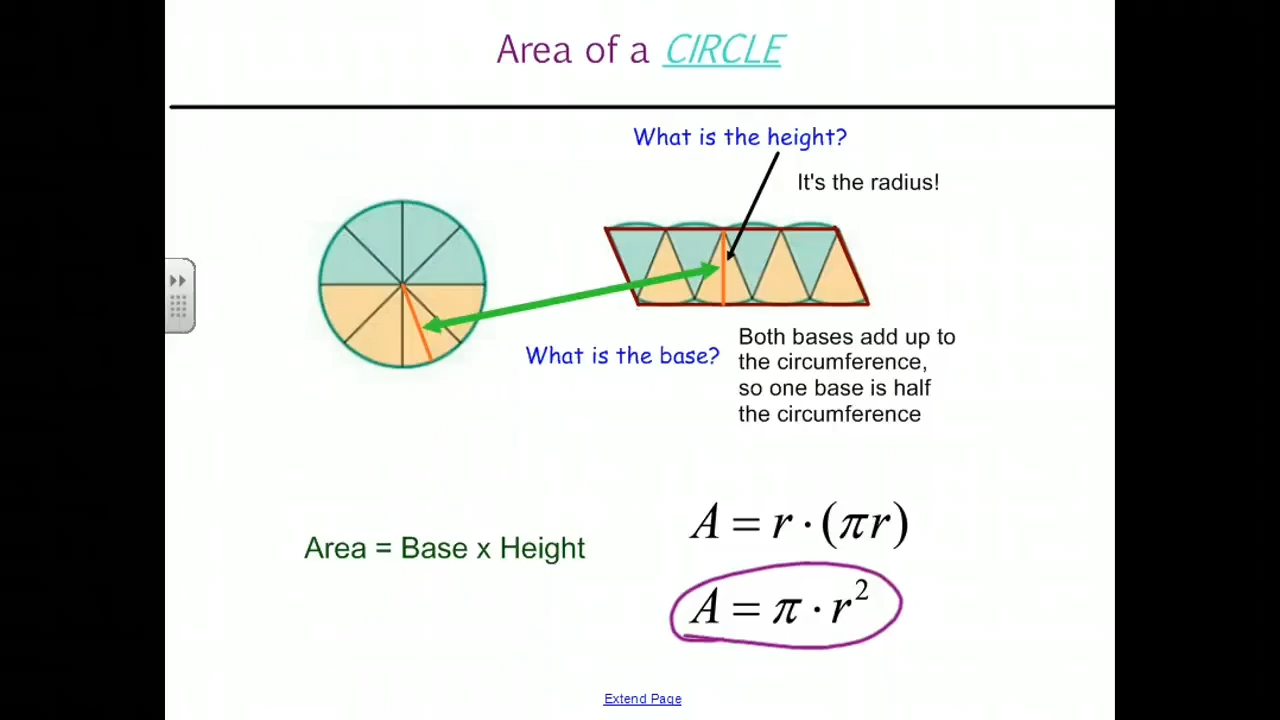 Area of a CIRCLE
What is the height?
It's the radius!
What is the base?
Both bases add up to
the circumference,
so one base is half
the circumference
A = r · (πr)
Area = Base x Height
A = π · r²
Extend Page